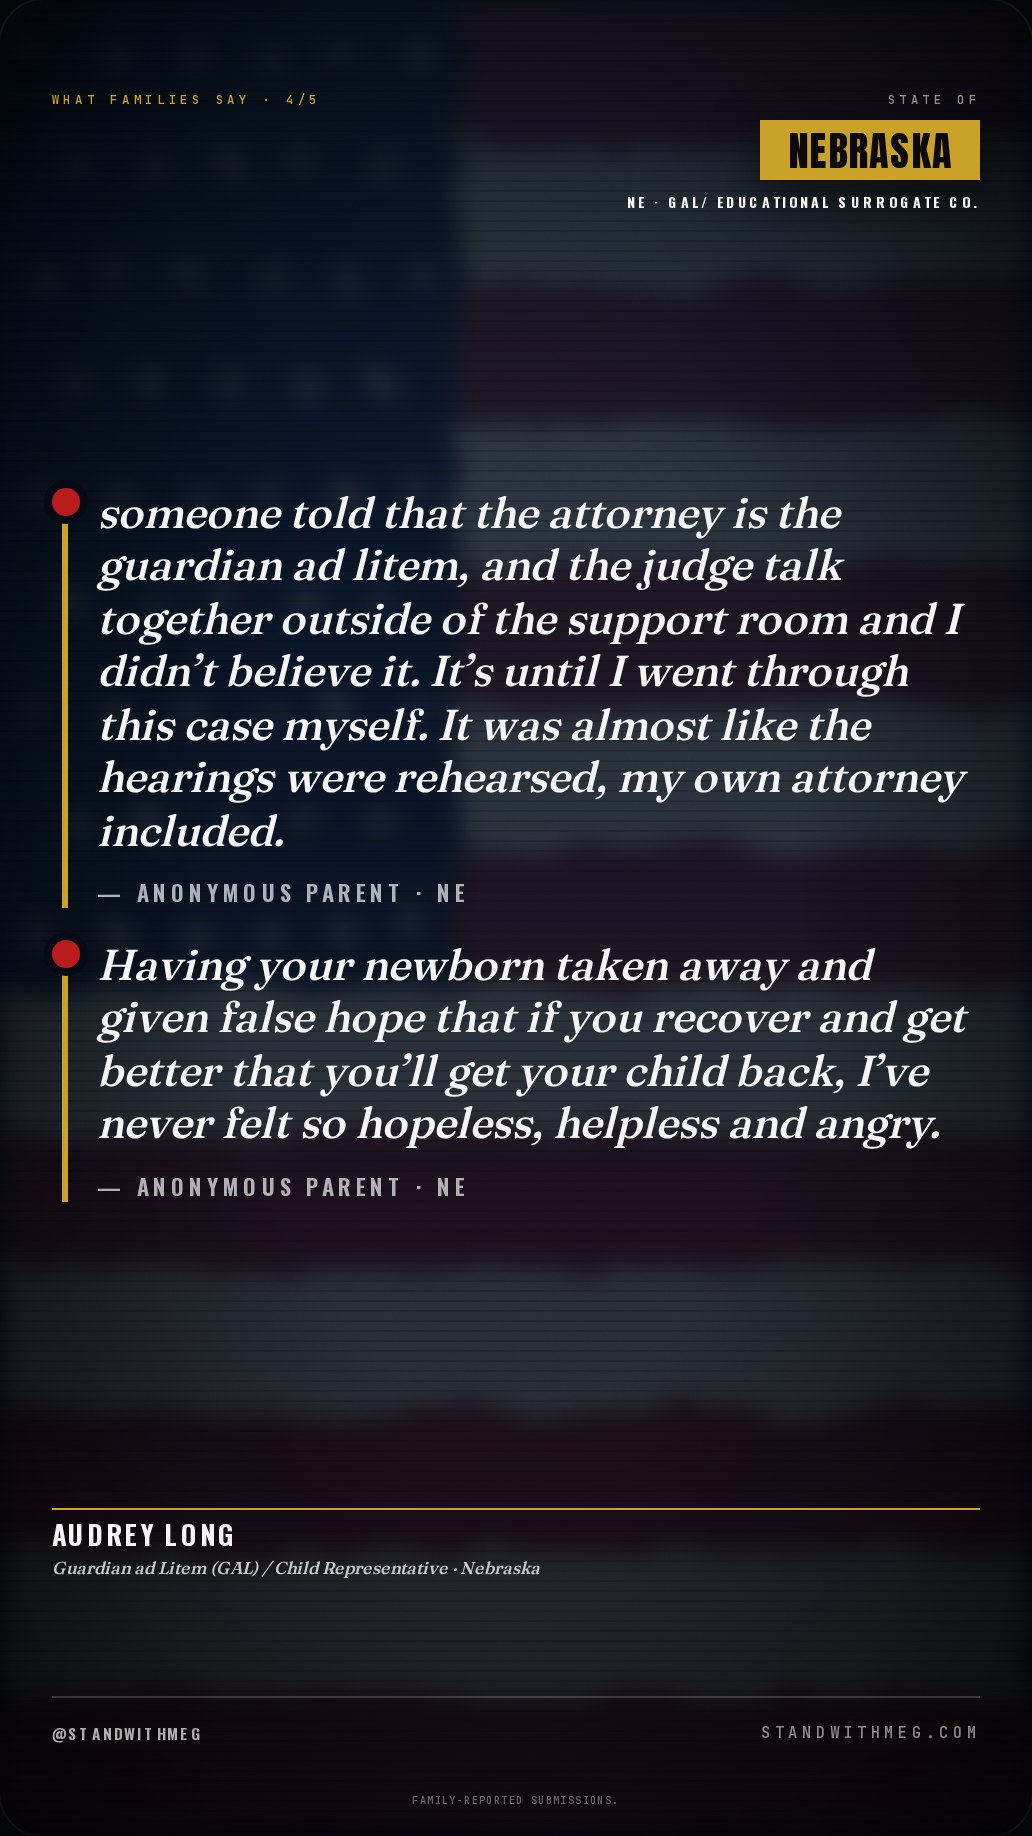 WHAT FAMILIES SAY · 4/5
STATE OF
NEBRASKA
NE · GAL/ EDUCATIONAL SURROGATE CO.
someone told that the attorney is the
guardian ad litem, and the judge talk
together outside of the support room and I
didn’t believe it. It’s until I went through
this case myself. It was almost like the
hearings were rehearsed, my own attorney
included.
— ANONYMOUS PARENT · NE
Having your newborn taken away and
given false hope that if you recover and get
better that you’ll get your child back, I’ve
never felt so hopeless, helpless and angry.
— ANONYMOUS PARENT · NE
AUDREY LONG
Guardian ad Litem (GAL) / Child Representative · Nebraska
@STANDWITHMEG
STANDWITHMEG.COM
FAMILY-REPORTED SUBMISSIONS.